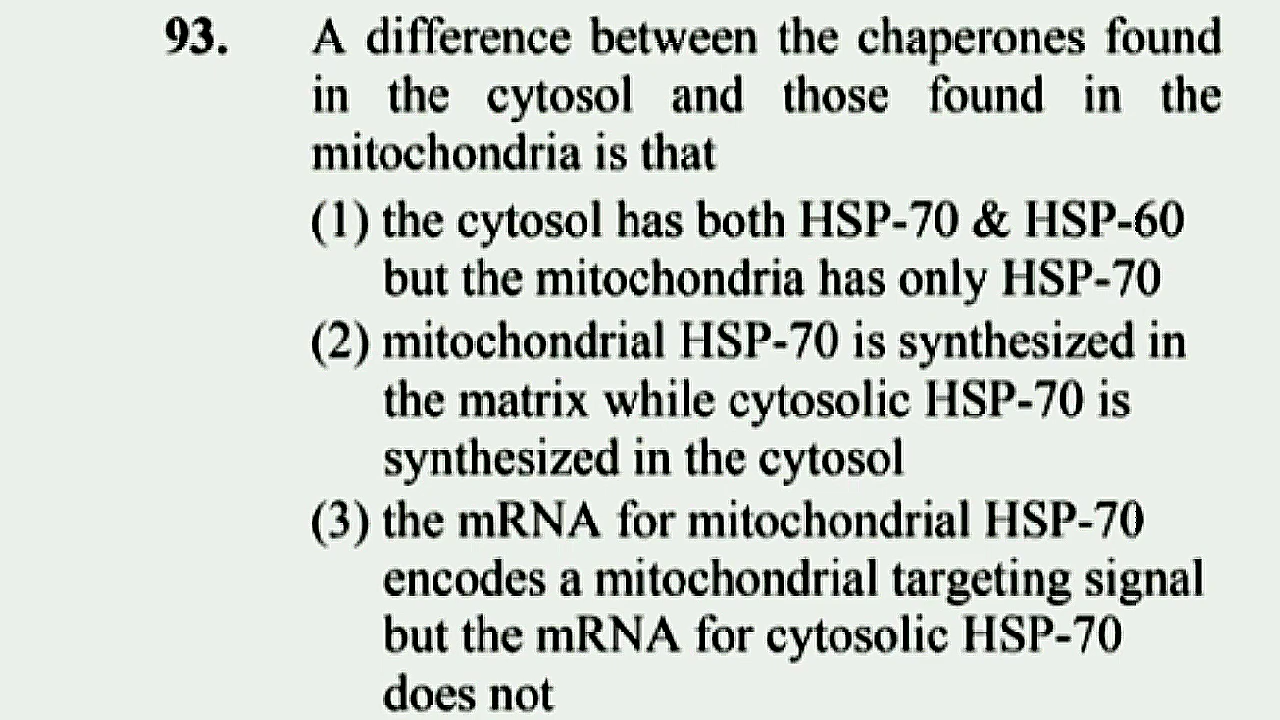 93. A difference between the chaperones found
in the cytosol and those found in the
mitochondria is that
(1) the cytosol has both HSP-70 & HSP-60
but the mitochondria has only HSP-70
(2) mitochondrial HSP-70 is synthesized in
the matrix while cytosolic HSP-70 is
synthesized in the cytosol
(3) the mRNA for mitochondrial HSP-70
encodes a mitochondrial targeting signal
but the mRNA for cytosolic HSP-70
does not